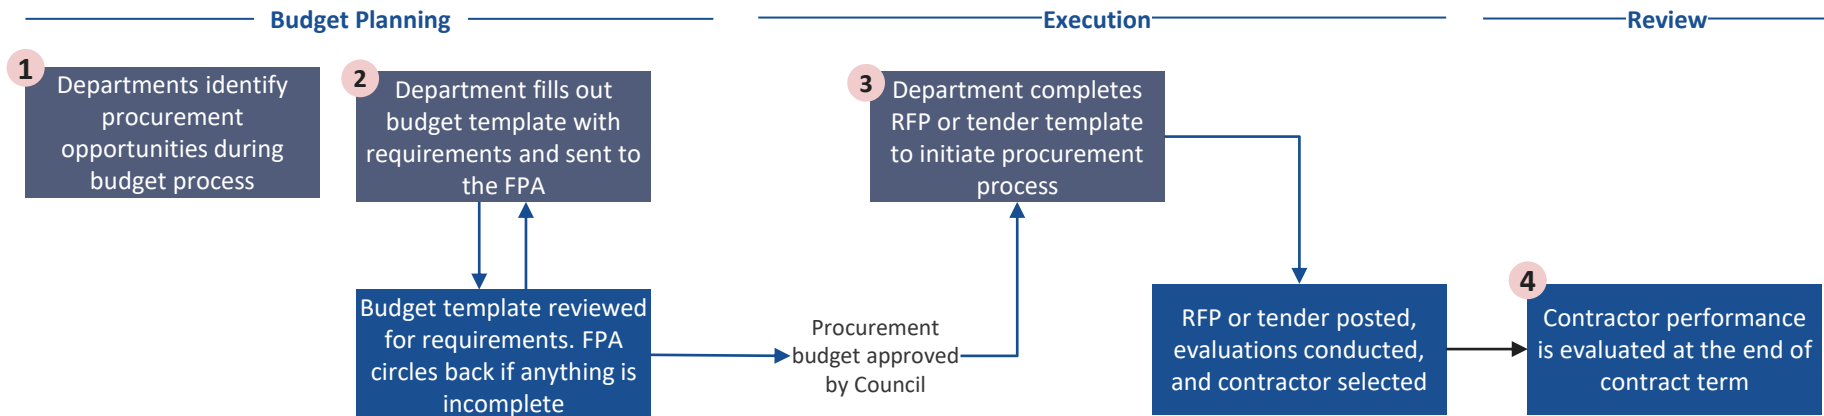 Budget Planning
Execution
Review
1
Departments identify
procurement
opportunities during
budget process
2
Department fills out
budget template with
requirements and sent to
the FPA
Budget template reviewed
for requirements. FPA
circles back if anything is
incomplete
Procurement
budget approved
by Council
3
Department completes
RFP or tender template
to initiate procurement
process
RFP or tender posted,
evaluations conducted,
and contractor selected
4
Contractor performance
is evaluated at the end of
contract term